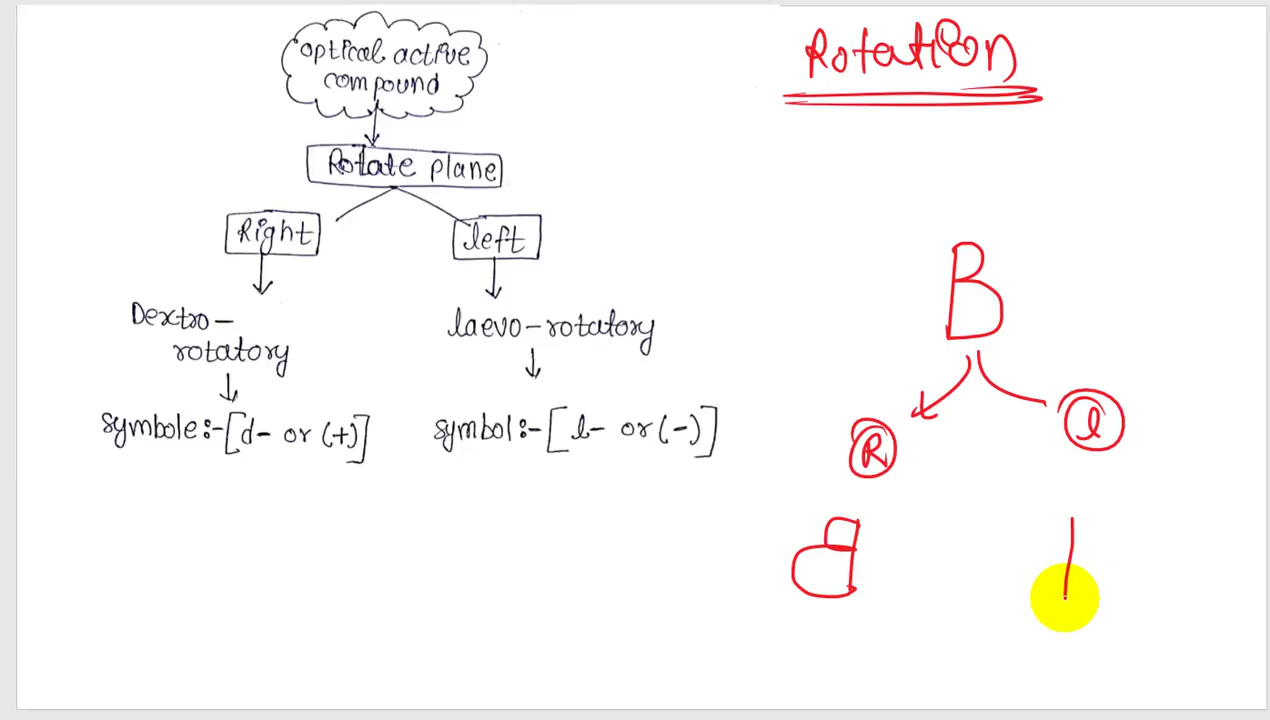 optical active
compound
Rotate plane
Right
left
Dextro-
rotatory
laevo-rotatory
symbole:-[d- or (+)]
symbol:-[l- or (-)]
Rotation
B
R
l
d
l